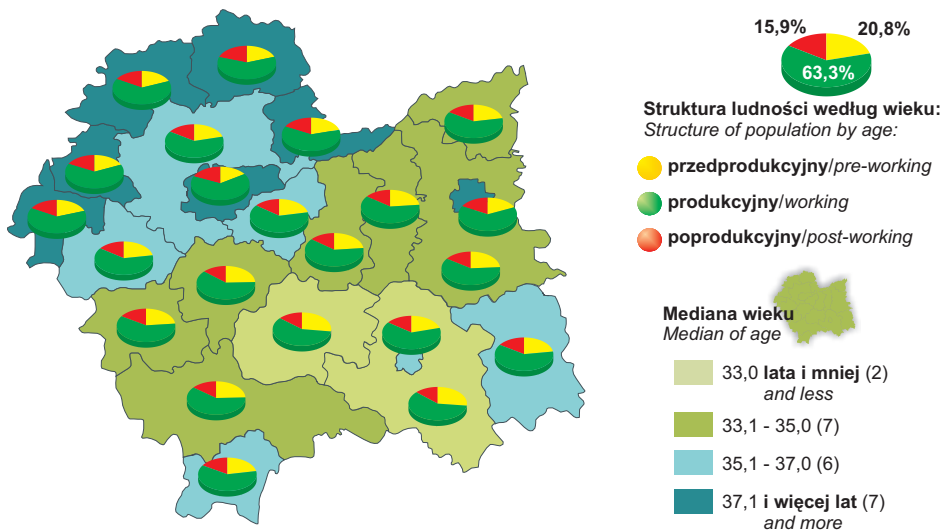 15,9% 20,8%
63,3%
Struktura ludności według wieku:
Structure of population by age:
przedprodukcyjny/pre-working
produkcyjny/working
poprodukcyjny/post-working
Mediana wieku
Median of age
33,0 lata i mniej (2)
and less
33,1 - 35,0 (7)
35,1 - 37,0 (6)
37,1 i więcej lat (7)
and more